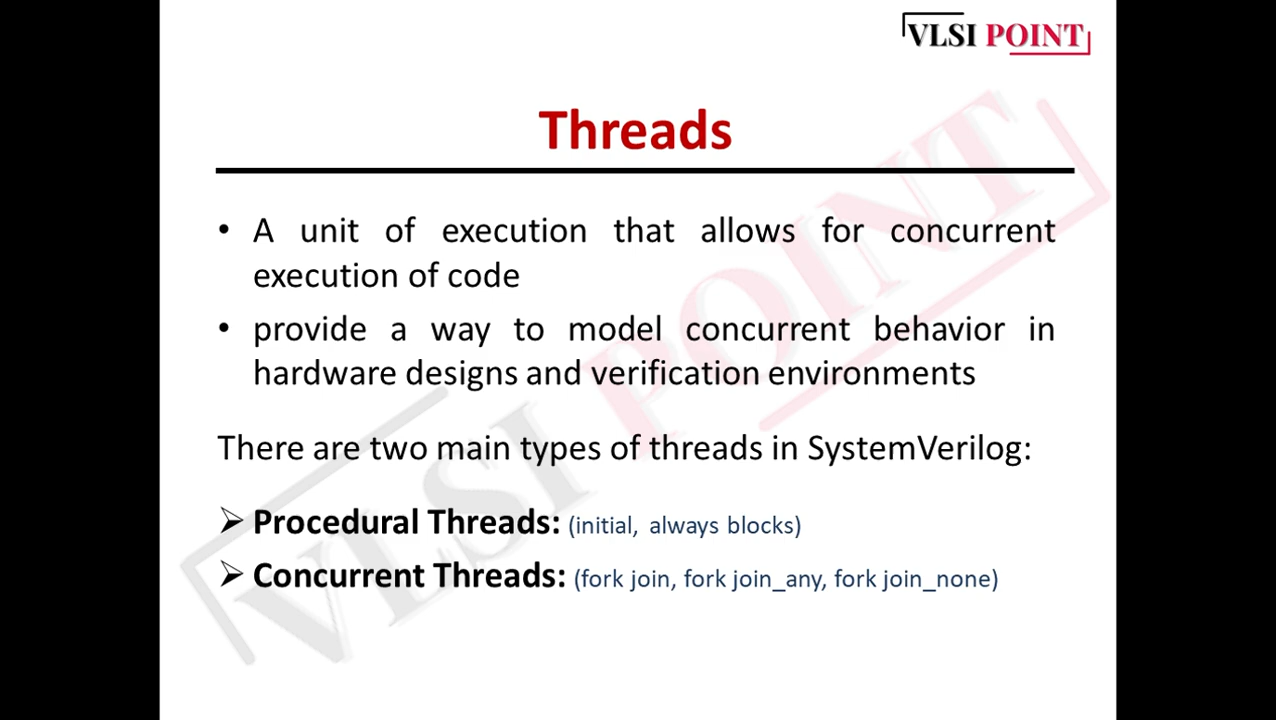 VLSI POINT
Threads
• A unit of execution that allows for concurrent
execution of code
• provide a way to model concurrent behavior in
hardware designs and verification environments
There are two main types of threads in SystemVerilog:
➢ Procedural Threads: (initial, always blocks)
➢ Concurrent Threads: (fork join, fork join_any, fork join_none)
VLSI POINT